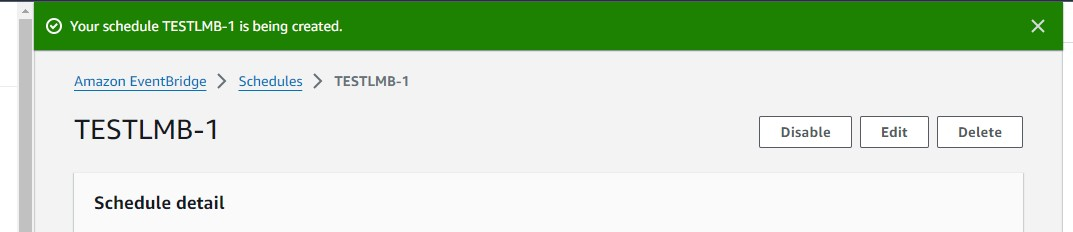 Your schedule TESTLMB-1 is being created.
Amazon EventBridge > Schedules > TESTLMB-1
TESTLMB-1
Disable Edit Delete
Schedule detail